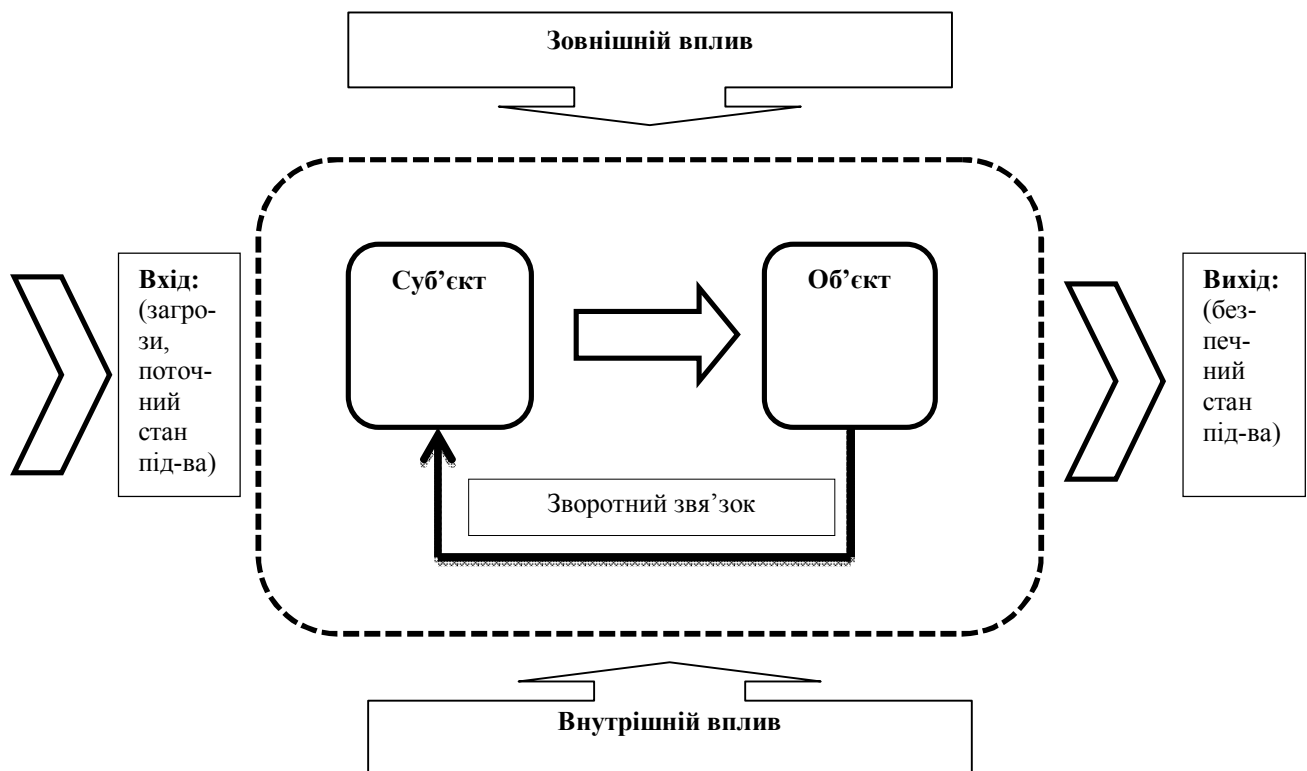 Зовнішній вплив
Суб’єкт
Об’єкт
Вхід:
(загро-
зи,
поточ-
ний
стан
під-ва)
Вихід:
(без-
печ-
ний
стан
під-ва)
Зворотний звя’зок
Внутрішній вплив